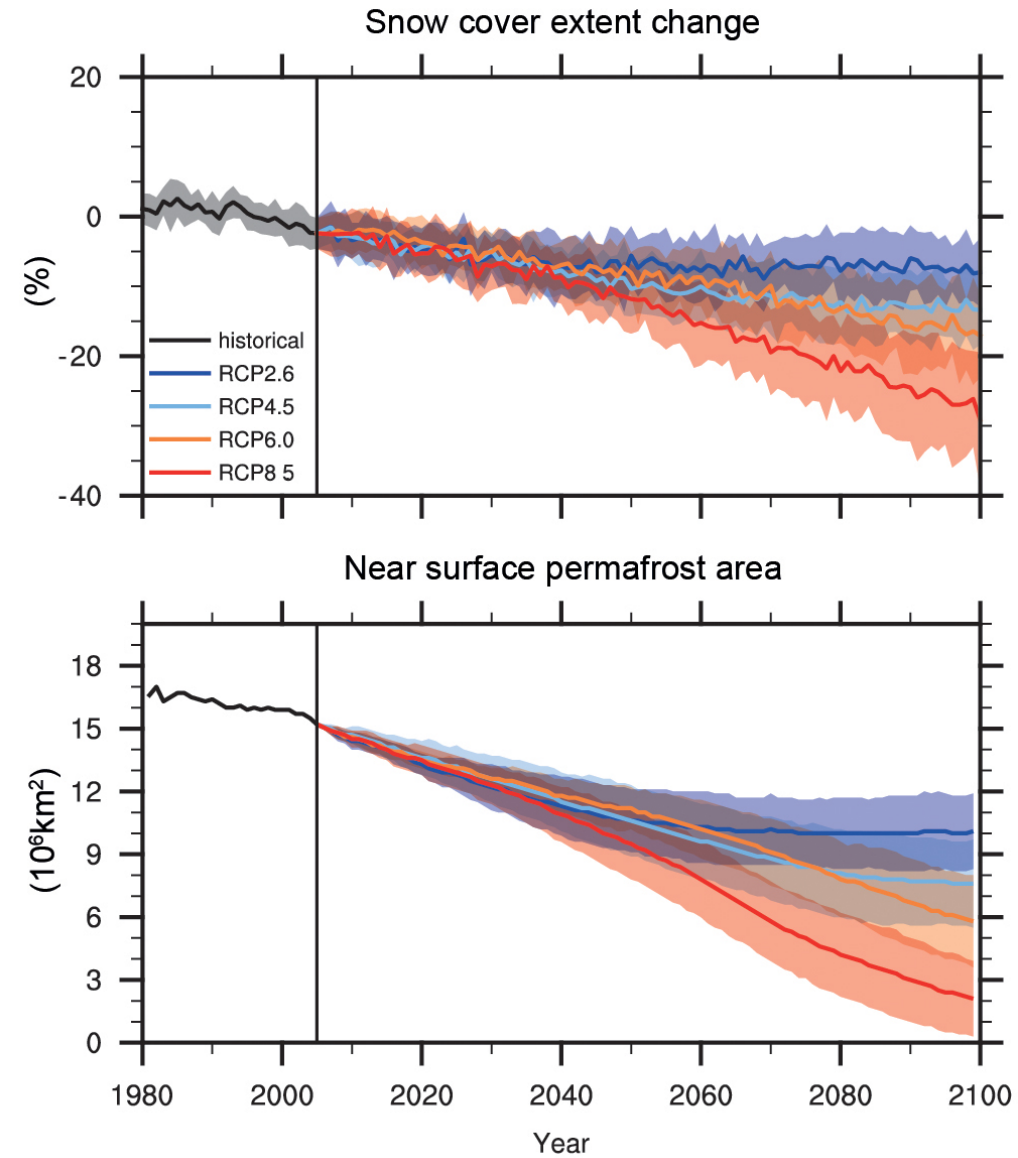 Snow cover extent change
20
0
-20
-40
(%)
historical
RCP2.6
RCP4.5
RCP6.0
RCP8 5
Near surface permafrost area
18
15
12
9
6
3
0
(10⁶km²)
1980 2000 2020 2040 2060 2080 2100
Year